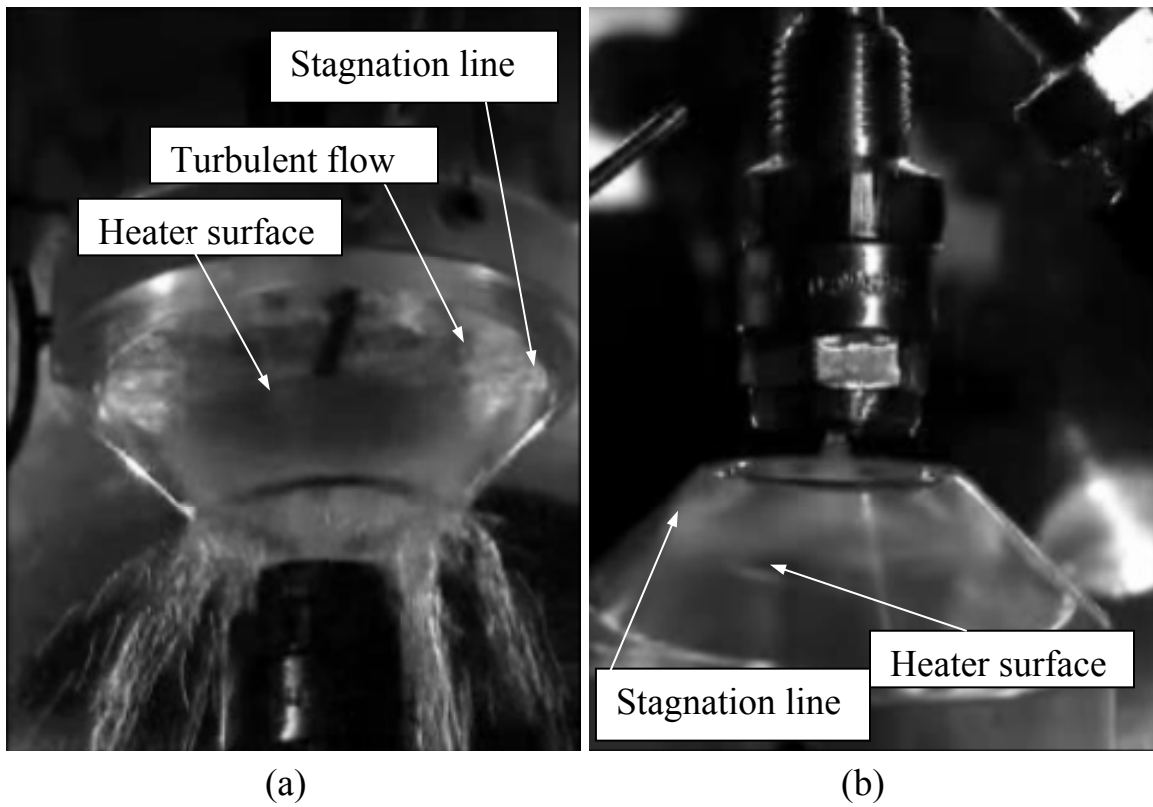 Stagnation line
Turbulent flow
Heater surface
Heater surface
Stagnation line
(a)
(b)